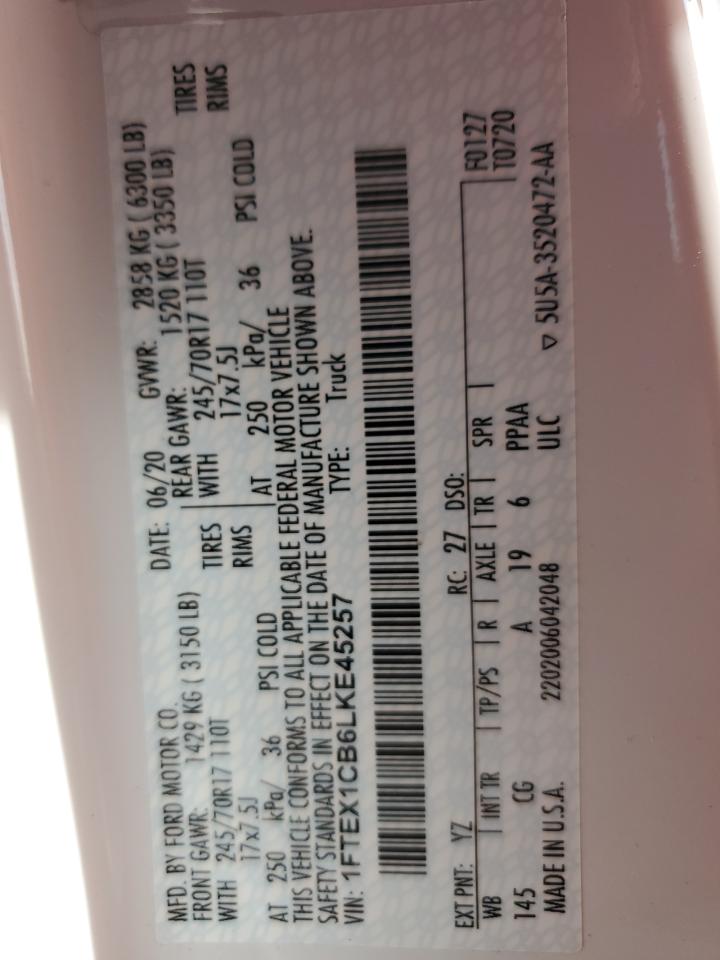 MFD. BY FORD MOTOR CO. DATE: 06/20 GVWR: 2858 KG ( 6300 LB)
FRONT GAWR: 1429 KG ( 3150 LB) REAR GAWR: 1520 KG ( 3350 LB)
WITH 245/70R17 110T TIRES WITH 245/70R17 110T TIRES
17x7.5J RIMS 17x7.5J RIMS
AT 250 kPa/ 36 PSI COLD AT 250 kPa/ 36 PSI COLD
THIS VEHICLE CONFORMS TO ALL APPLICABLE FEDERAL MOTOR VEHICLE
SAFETY STANDARDS IN EFFECT ON THE DATE OF MANUFACTURE SHOWN ABOVE.
VIN: 1FTEX1CB6LKE45257 TYPE: Truck
EXT PNT: YZ RC: 27 DSO: F0127
WB INT TR TP/PS R AXLE TR SPR T0720
145 CG A 19 6 PPAA
MADE IN U.S.A. 2202006042048 ULC ▽ 5U5A-3520472-AA